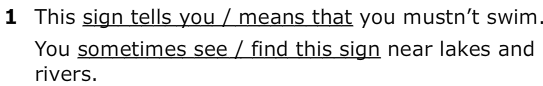 1 This sign tells you / means that you mustn’t swim.
You sometimes see / find this sign near lakes and
rivers.